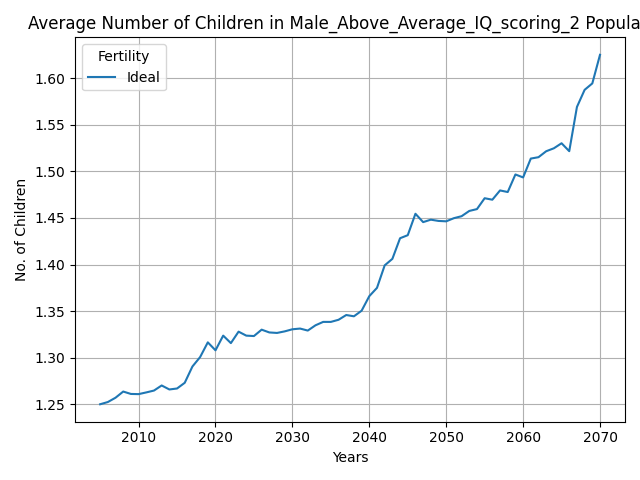 Average Number of Children in Male_Above_Average_IQ_scoring_2 Popula
Fertility
Ideal
No. of Children
1.60
1.55
1.50
1.45
1.40
1.35
1.30
1.25
2010 2020 2030 2040 2050 2060 2070
Years